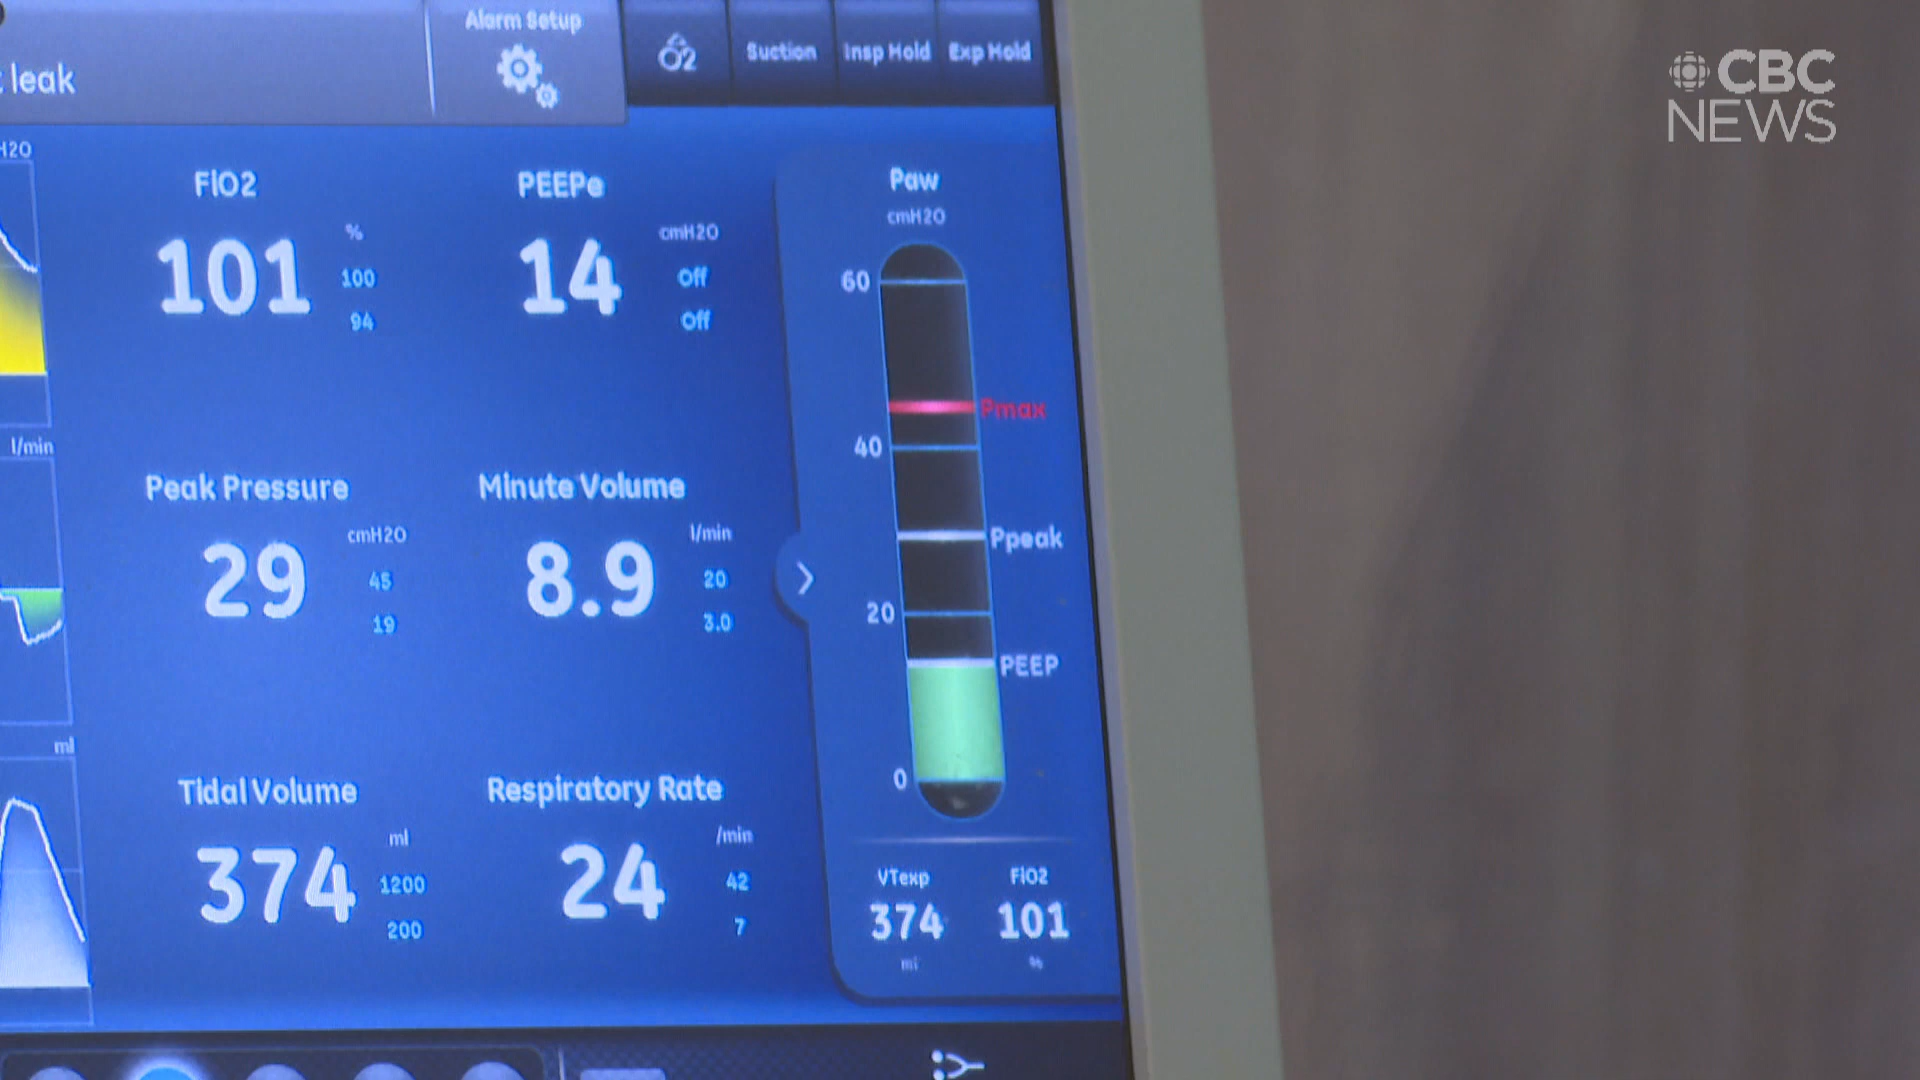 Alarm Setup
leak
O2
Suction
Insp Hold
Exp Hold
CBC
NEWS
H2O
FIO2
101
%
100
94
PEEPe
14
cmH2O
Off
Off
Paw
cmH2O
60
Pmax
40
Ppeak
20
PEEP
0
l/min
Peak Pressure
29
cmH2O
45
19
Minute Volume
8.9
l/min
20
3.0
ml
Tidal Volume
374
ml
1200
200
Respiratory Rate
24
/min
42
7
VTexp
374
ml
FIO2
101
%